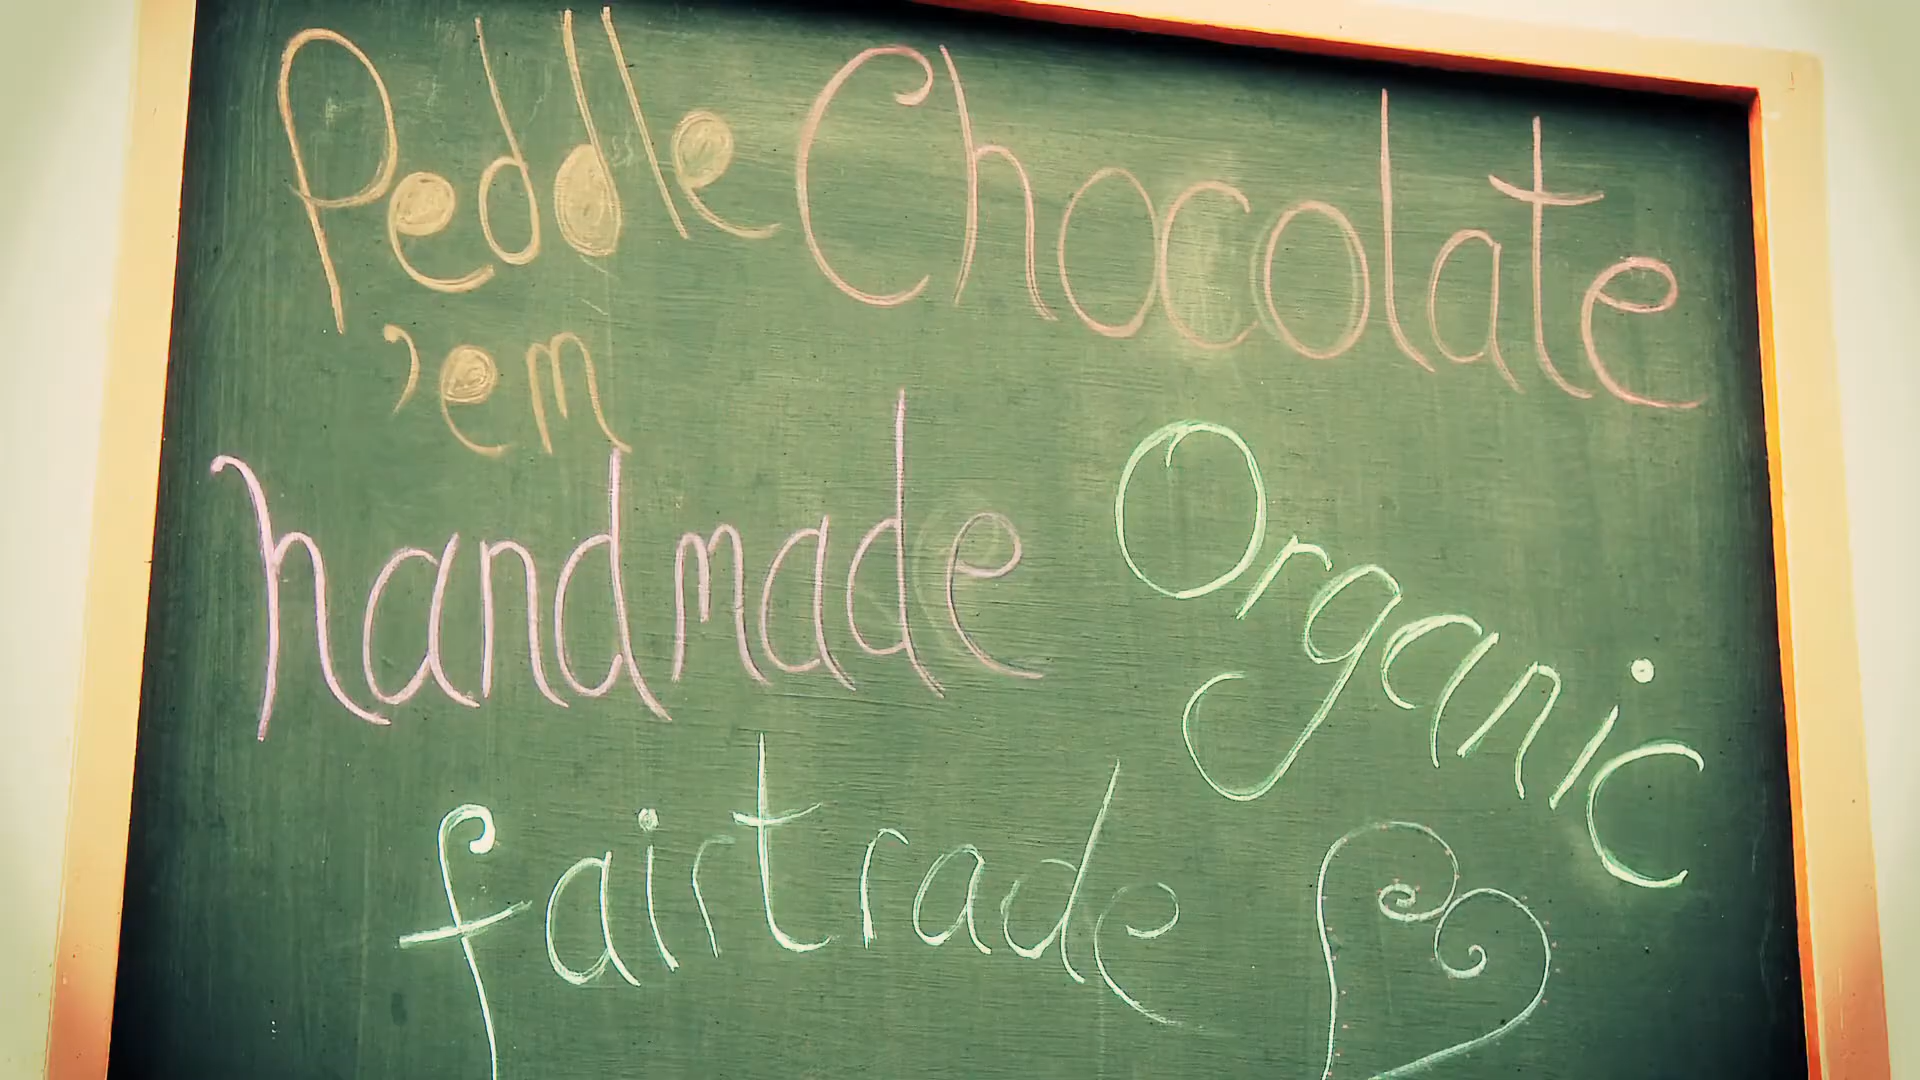 Peddle Chocolate
'em
handmade
Organic
fairtrade